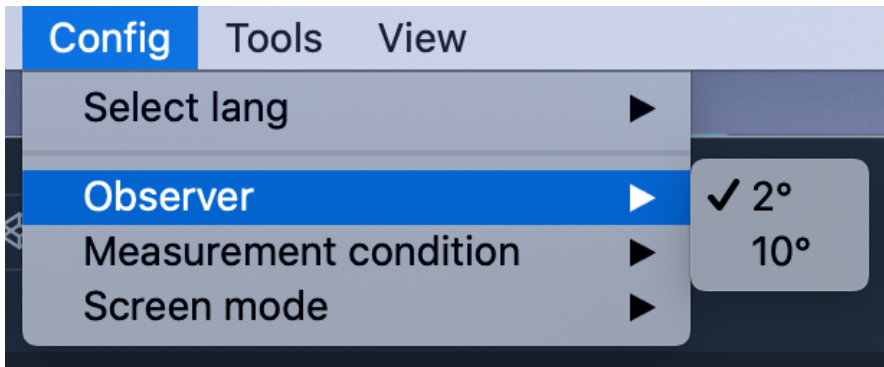 Config Tools View
Select lang
Observer
✓ 2°
10°
Measurement condition
Screen mode